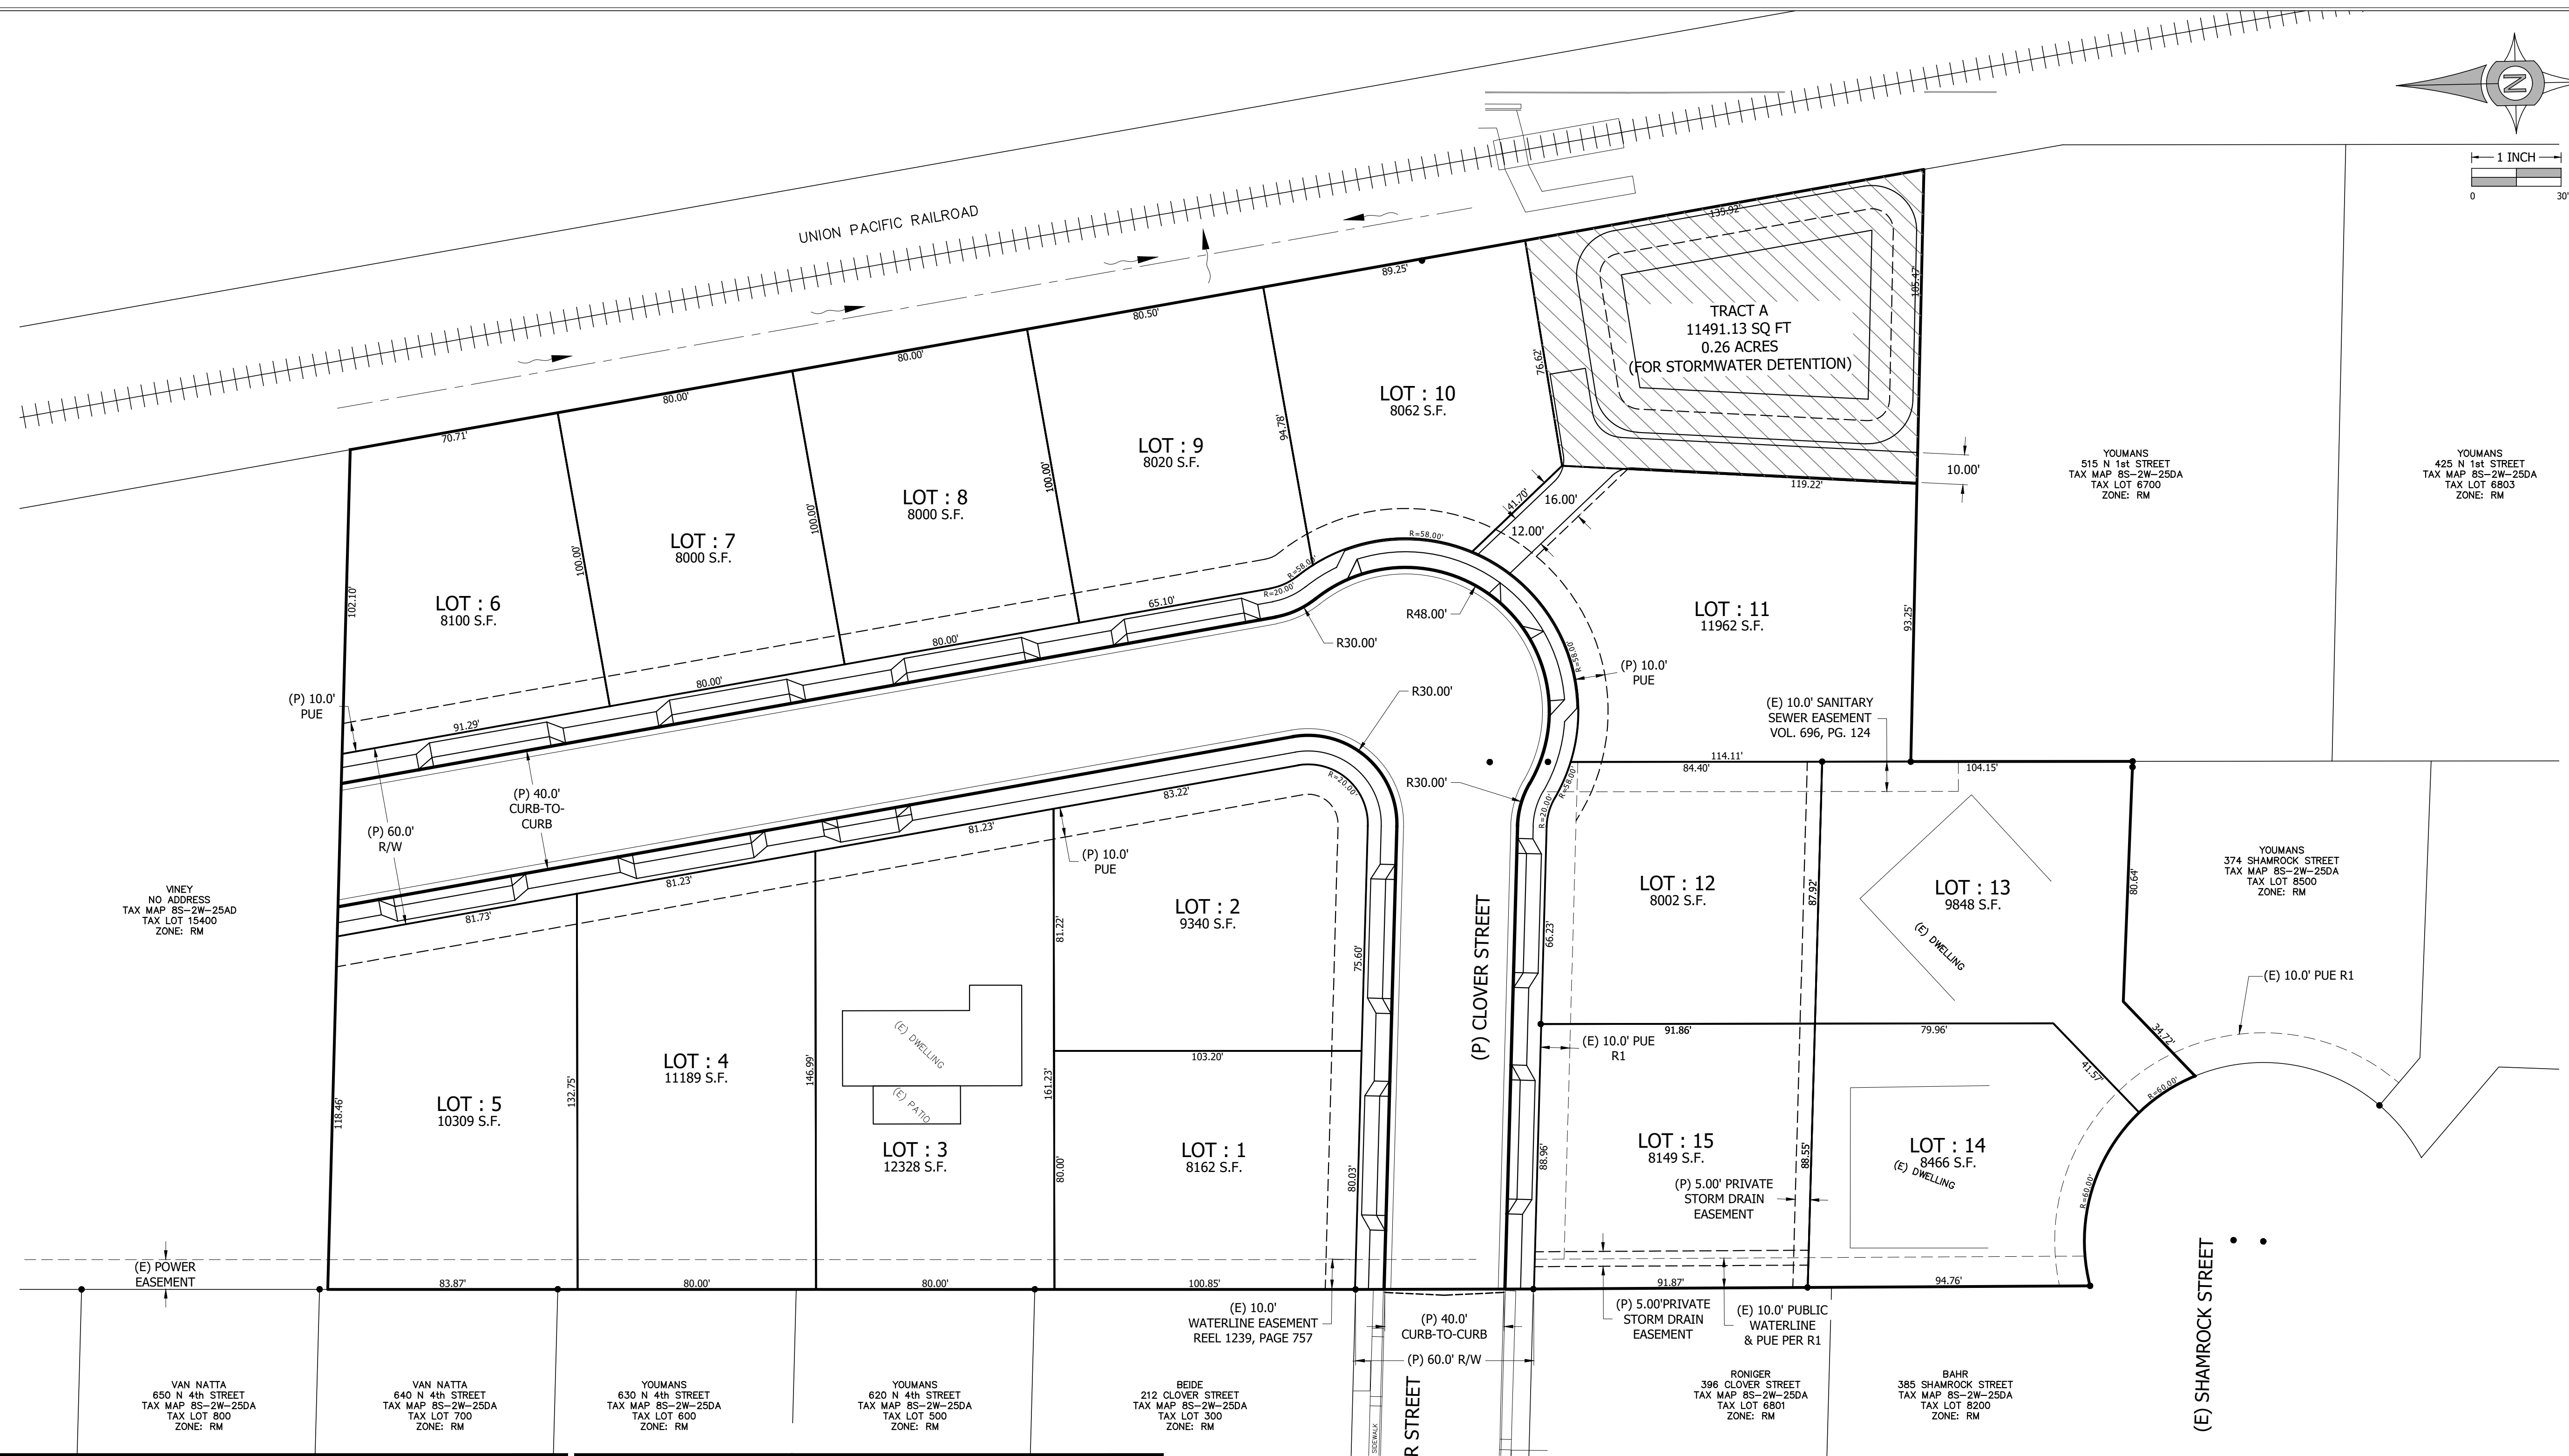 UNION PACIFIC RAILROAD
N
1 INCH
0
30'
135.92'
105.47'
TRACT A
11491.13 SQ FT
0.26 ACRES
(FOR STORMWATER DETENTION)
10.00'
119.22'
89.25'
80.50'
80.00'
80.00'
70.71'
76.62'
LOT : 10
8062 S.F.
94.78'
LOT : 9
8020 S.F.
100.00'
LOT : 8
8000 S.F.
100.00'
LOT : 7
8000 S.F.
100.00'
LOT : 6
8100 S.F.
102.10'
41.70'
16.00'
12.00'
R=58.00'
R=58.00'
R=20.00'
65.10'
80.00'
80.00'
91.29'
R48.00'
R30.00'
R30.00'
R30.00'
R=58.00'
R=58.00'
R=20.00'
LOT : 11
11962 S.F.
93.25'
(P) 10.0'
PUE
(P) 10.0'
PUE
(P) 60.0'
R/W
(P) 40.0'
CURB-TO-
CURB
(E) 10.0' SANITARY
SEWER EASEMENT
VOL. 696, PG. 124
114.11'
84.40'
104.15'
YOUMANS
515 N 1st STREET
TAX MAP 8S-2W-25DA
TAX LOT 6700
ZONE: RM
YOUMANS
425 N 1st STREET
TAX MAP 8S-2W-25DA
TAX LOT 6803
ZONE: RM
VINEY
NO ADDRESS
TAX MAP 8S-2W-25AD
TAX LOT 15400
ZONE: RM
81.73'
81.23'
81.23'
83.22'
R=20.00'
(P) 10.0'
PUE
LOT : 2
9340 S.F.
81.22'
75.60'
103.20'
(P) CLOVER STREET
66.23'
LOT : 12
8002 S.F.
87.92'
LOT : 13
9848 S.F.
(E) DWELLING
80.64'
YOUMANS
374 SHAMROCK STREET
TAX MAP 8S-2W-25DA
TAX LOT 8500
ZONE: RM
(E) 10.0' PUE R1
34.72'
41.57'
R=60.00'
R=60.00'
91.86'
79.96'
(E) 10.0' PUE
R1
118.46'
LOT : 5
10309 S.F.
132.75'
LOT : 4
11189 S.F.
146.99'
(E) DWELLING
(E) PATIO
LOT : 3
12328 S.F.
161.23'
80.00'
LOT : 1
8162 S.F.
80.03'
88.96'
LOT : 15
8149 S.F.
88.55'
(P) 5.00' PRIVATE
STORM DRAIN
EASEMENT
LOT : 14
8466 S.F.
(E) DWELLING
(E) SHAMROCK STREET
(E) POWER
EASEMENT
83.87'
80.00'
80.00'
100.85'
91.87'
94.76'
(E) 10.0'
WATERLINE EASEMENT
REEL 1239, PAGE 757
(P) 40.0'
CURB-TO-CURB
(P) 60.0' R/W
(P) 5.00'PRIVATE
STORM DRAIN
EASEMENT
(E) 10.0' PUBLIC
WATERLINE
& PUE PER R1
VAN NATTA
650 N 4th STREET
TAX MAP 8S-2W-25DA
TAX LOT 800
ZONE: RM
VAN NATTA
640 N 4th STREET
TAX MAP 8S-2W-25DA
TAX LOT 700
ZONE: RM
YOUMANS
630 N 4th STREET
TAX MAP 8S-2W-25DA
TAX LOT 600
ZONE: RM
YOUMANS
620 N 4th STREET
TAX MAP 8S-2W-25DA
TAX LOT 500
ZONE: RM
BEIDE
212 CLOVER STREET
TAX MAP 8S-2W-25DA
TAX LOT 300
ZONE: RM
SIDEWALK
R STREET
RONIGER
396 CLOVER STREET
TAX MAP 8S-2W-25DA
TAX LOT 6801
ZONE: RM
BAHR
385 SHAMROCK STREET
TAX MAP 8S-2W-25DA
TAX LOT 8200
ZONE: RM